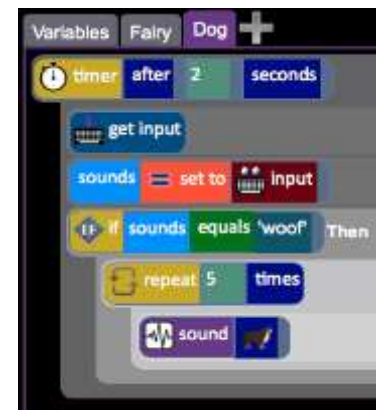 Variables Fairy Dog
timer after 2 seconds
get input
sounds = set to input
if if sounds equals 'woof' Then
repeat 5 times
sound